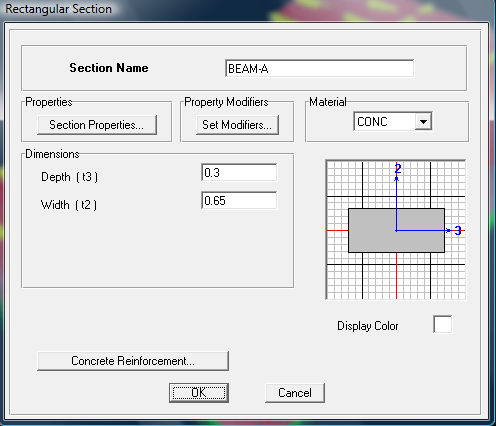 Rectangular Section
Section Name
BEAM-A
Properties
Section Properties...
Property Modifiers
Set Modifiers...
Material
CONC
Dimensions
Depth ( t3 )
0.3
Width ( t2 )
0.65
2
3
Display Color
Concrete Reinforcement...
OK
Cancel